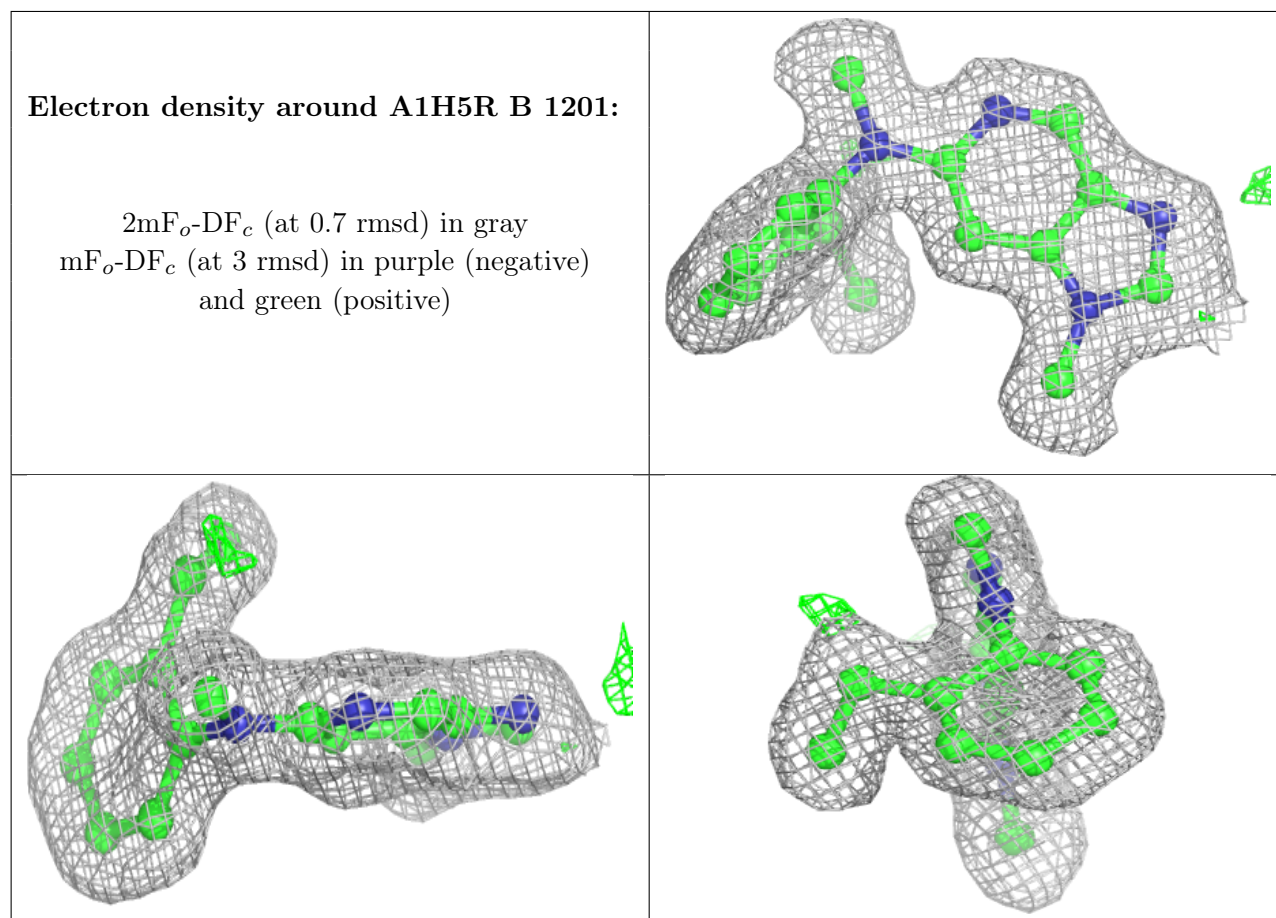 Electron density around A1H5R B 1201:
2mFo-DFc (at 0.7 rmsd) in gray
mFo-DFc (at 3 rmsd) in purple (negative)
and green (positive)